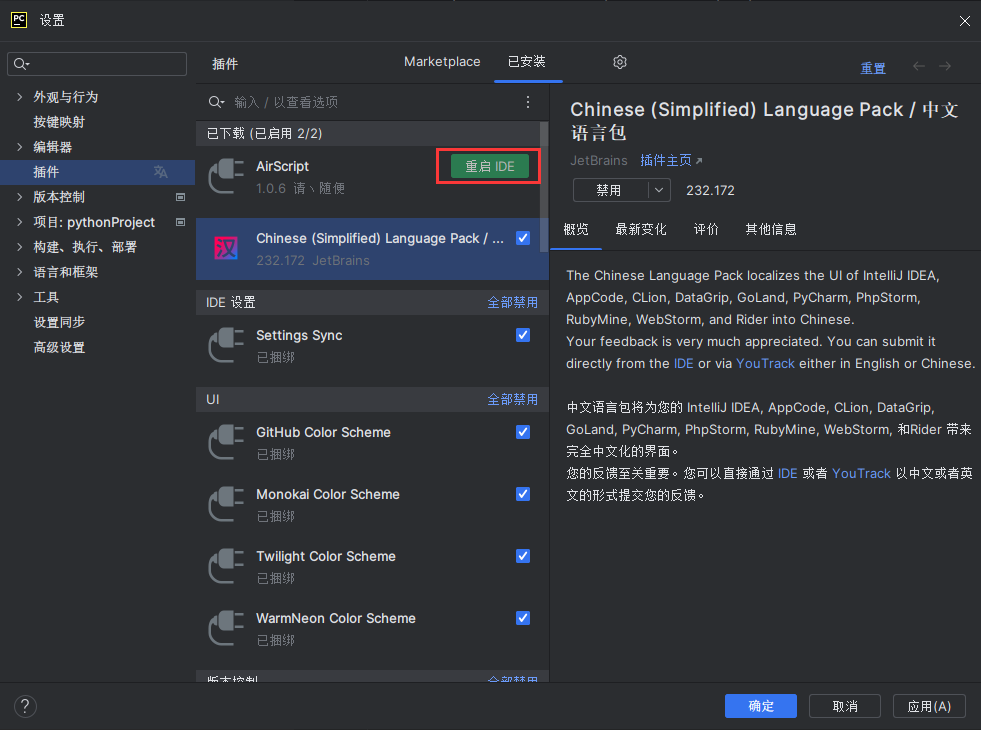 PC 设置
插件
Marketplace
已安装
重置
外观与行为
按键映射
编辑器
插件
版本控制
项目: pythonProject
构建、执行、部署
语言和框架
工具
设置同步
高级设置
输入 / 以查看选项
已下载 (已启用 2/2)
AirScript
重启 IDE
1.0.6 请丶随便
汉
Chinese (Simplified) Language Pack / ...
232.172 JetBrains
IDE 设置
全部禁用
Settings Sync
已捆绑
UI
全部禁用
GitHub Color Scheme
已捆绑
Monokai Color Scheme
已捆绑
Twilight Color Scheme
已捆绑
WarmNeon Color Scheme
已捆绑
版本控制
全部禁用
Chinese (Simplified) Language Pack / 中文
语言包
JetBrains 插件主页
禁用
232.172
概览
最新变化
评价
其他信息
The Chinese Language Pack localizes the UI of IntelliJ IDEA,
AppCode, CLion, DataGrip, GoLand, PyCharm, PhpStorm,
RubyMine, WebStorm, and Rider into Chinese.
Your feedback is very much appreciated. You can submit it
directly from the IDE or via YouTrack either in English or Chinese.
中文语言包将为您的 IntelliJ IDEA, AppCode, CLion, DataGrip,
GoLand, PyCharm, PhpStorm, RubyMine, WebStorm, 和Rider 带来
完全中文化的界面。
您的反馈至关重要。您可以直接通过 IDE 或者 YouTrack 以中文或者英
文的形式提交您的反馈。
?
确定
取消
应用(A)